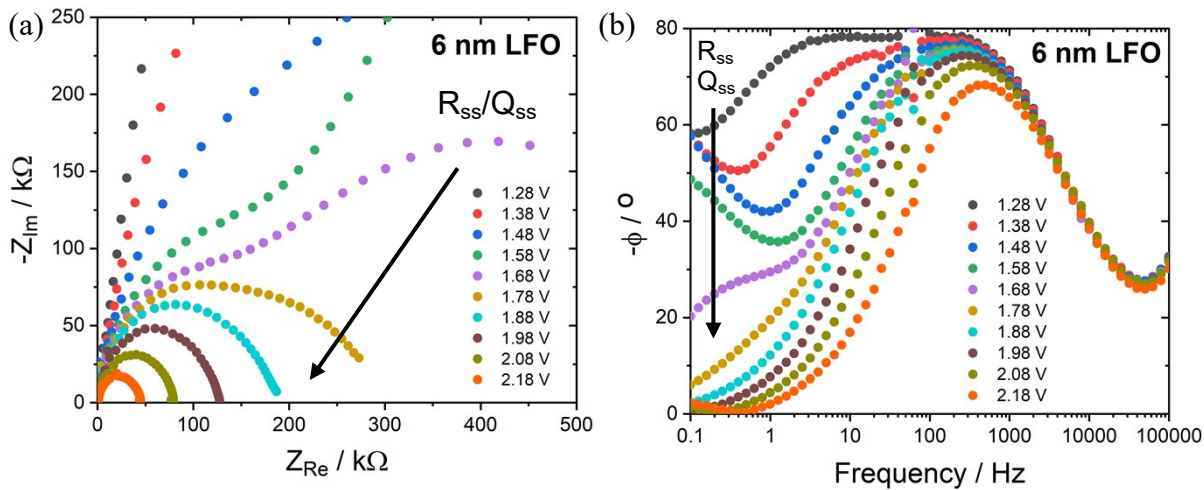 (a)
250
200
150
100
50
0
-Z_Im / kΩ
6 nm LFO
R_ss/Q_ss
1.28 V
1.38 V
1.48 V
1.58 V
1.68 V
1.78 V
1.88 V
1.98 V
2.08 V
2.18 V
0 100 200 300 400 500
Z_Re / kΩ
(b)
80
60
40
20
0
-ϕ / °
R_ss
Q_ss
6 nm LFO
1.28 V
1.38 V
1.48 V
1.58 V
1.68 V
1.78 V
1.88 V
1.98 V
2.08 V
2.18 V
0.1 1 10 100 1000 10000 100000
Frequency / Hz